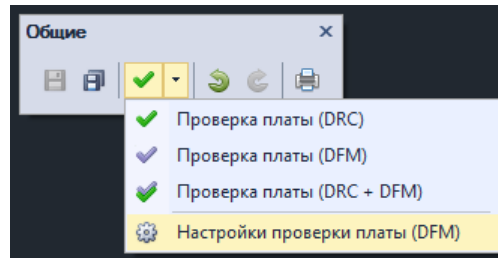 Общие
Проверка платы (DRC)
Проверка платы (DFM)
Проверка платы (DRC + DFM)
Настройки проверки платы (DFM)